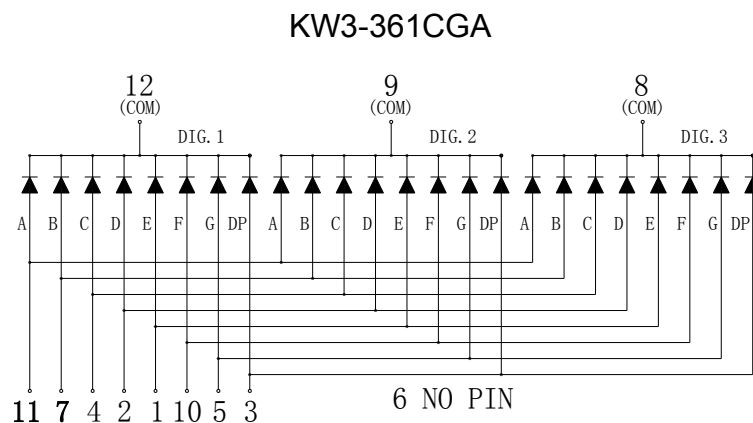 KW3-361CGA
12 9 8
(COM) (COM) (COM)
DIG.1 DIG.2 DIG.3
A B C D E F G DP A B C D E F G DP A B C D E F G DP
11 7 4 2 1 10 5 3 6 NO PIN